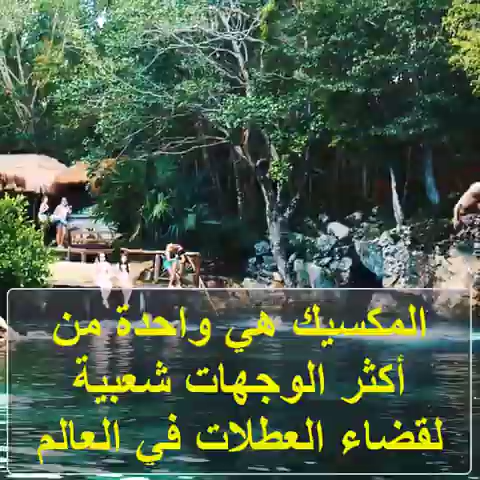 المكسيك هي واحدة من
أكثر الوجهات شعبية
لقضاء العطلات في العالم